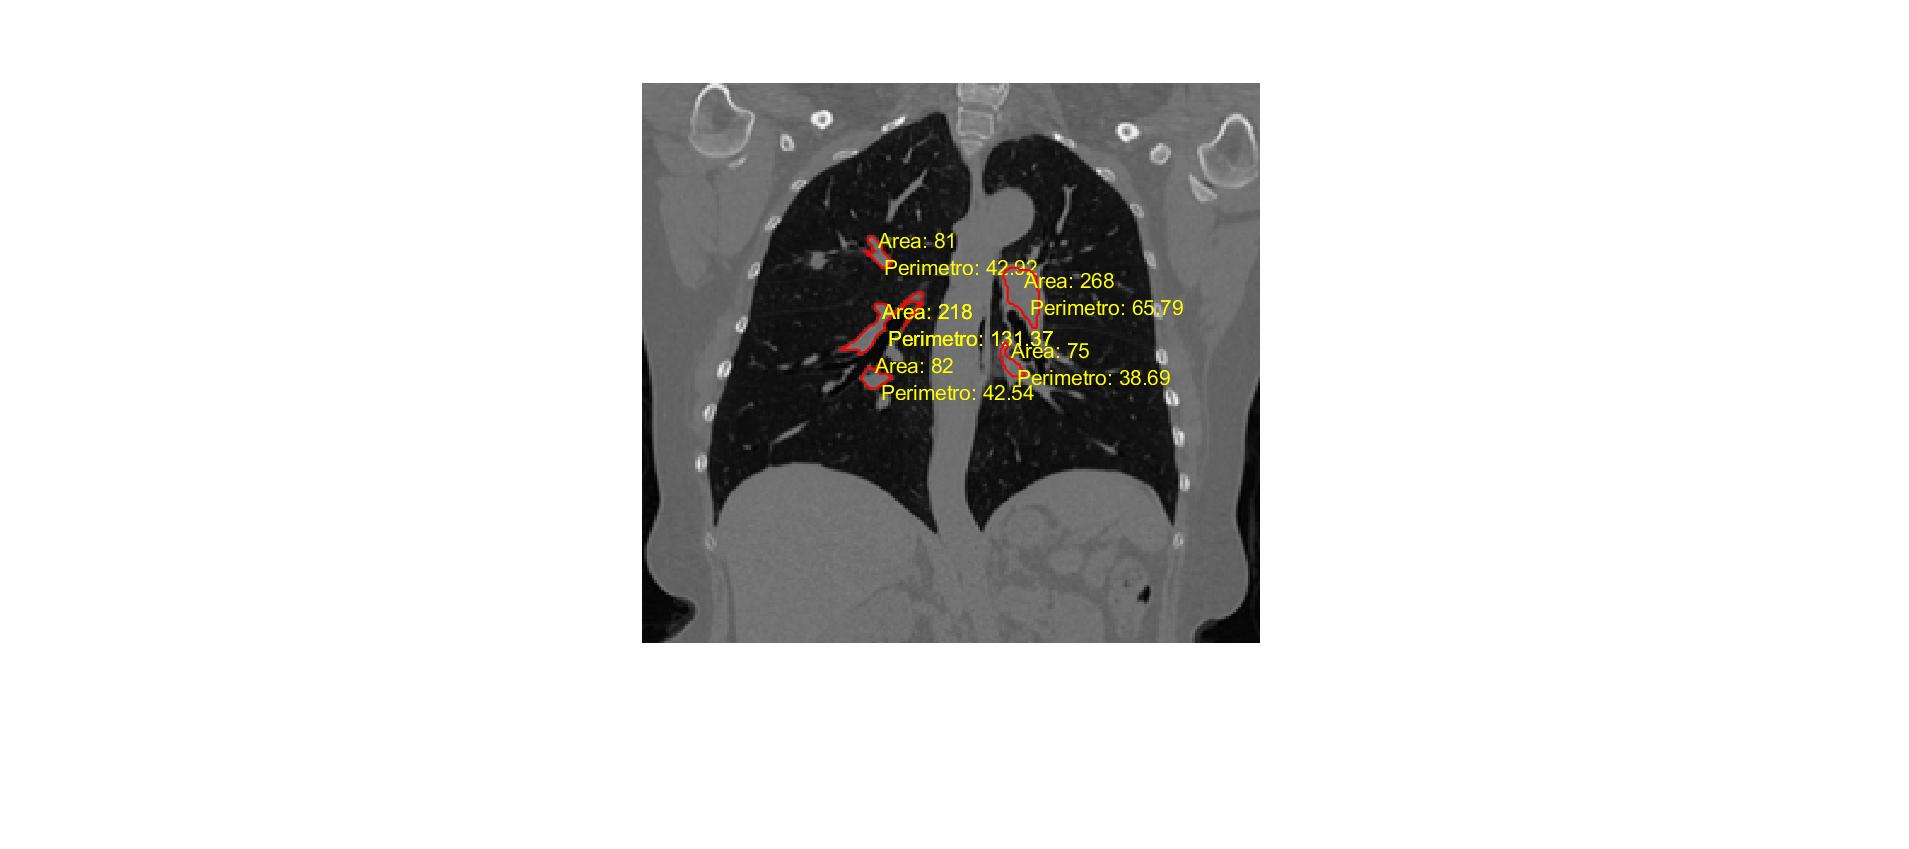 Area: 81
Perimetro: 42.92
Area: 268
Perimetro: 65.79
Area: 218
Perimetro: 131.37
Area: 75
Perimetro: 38.69
Area: 82
Perimetro: 42.54